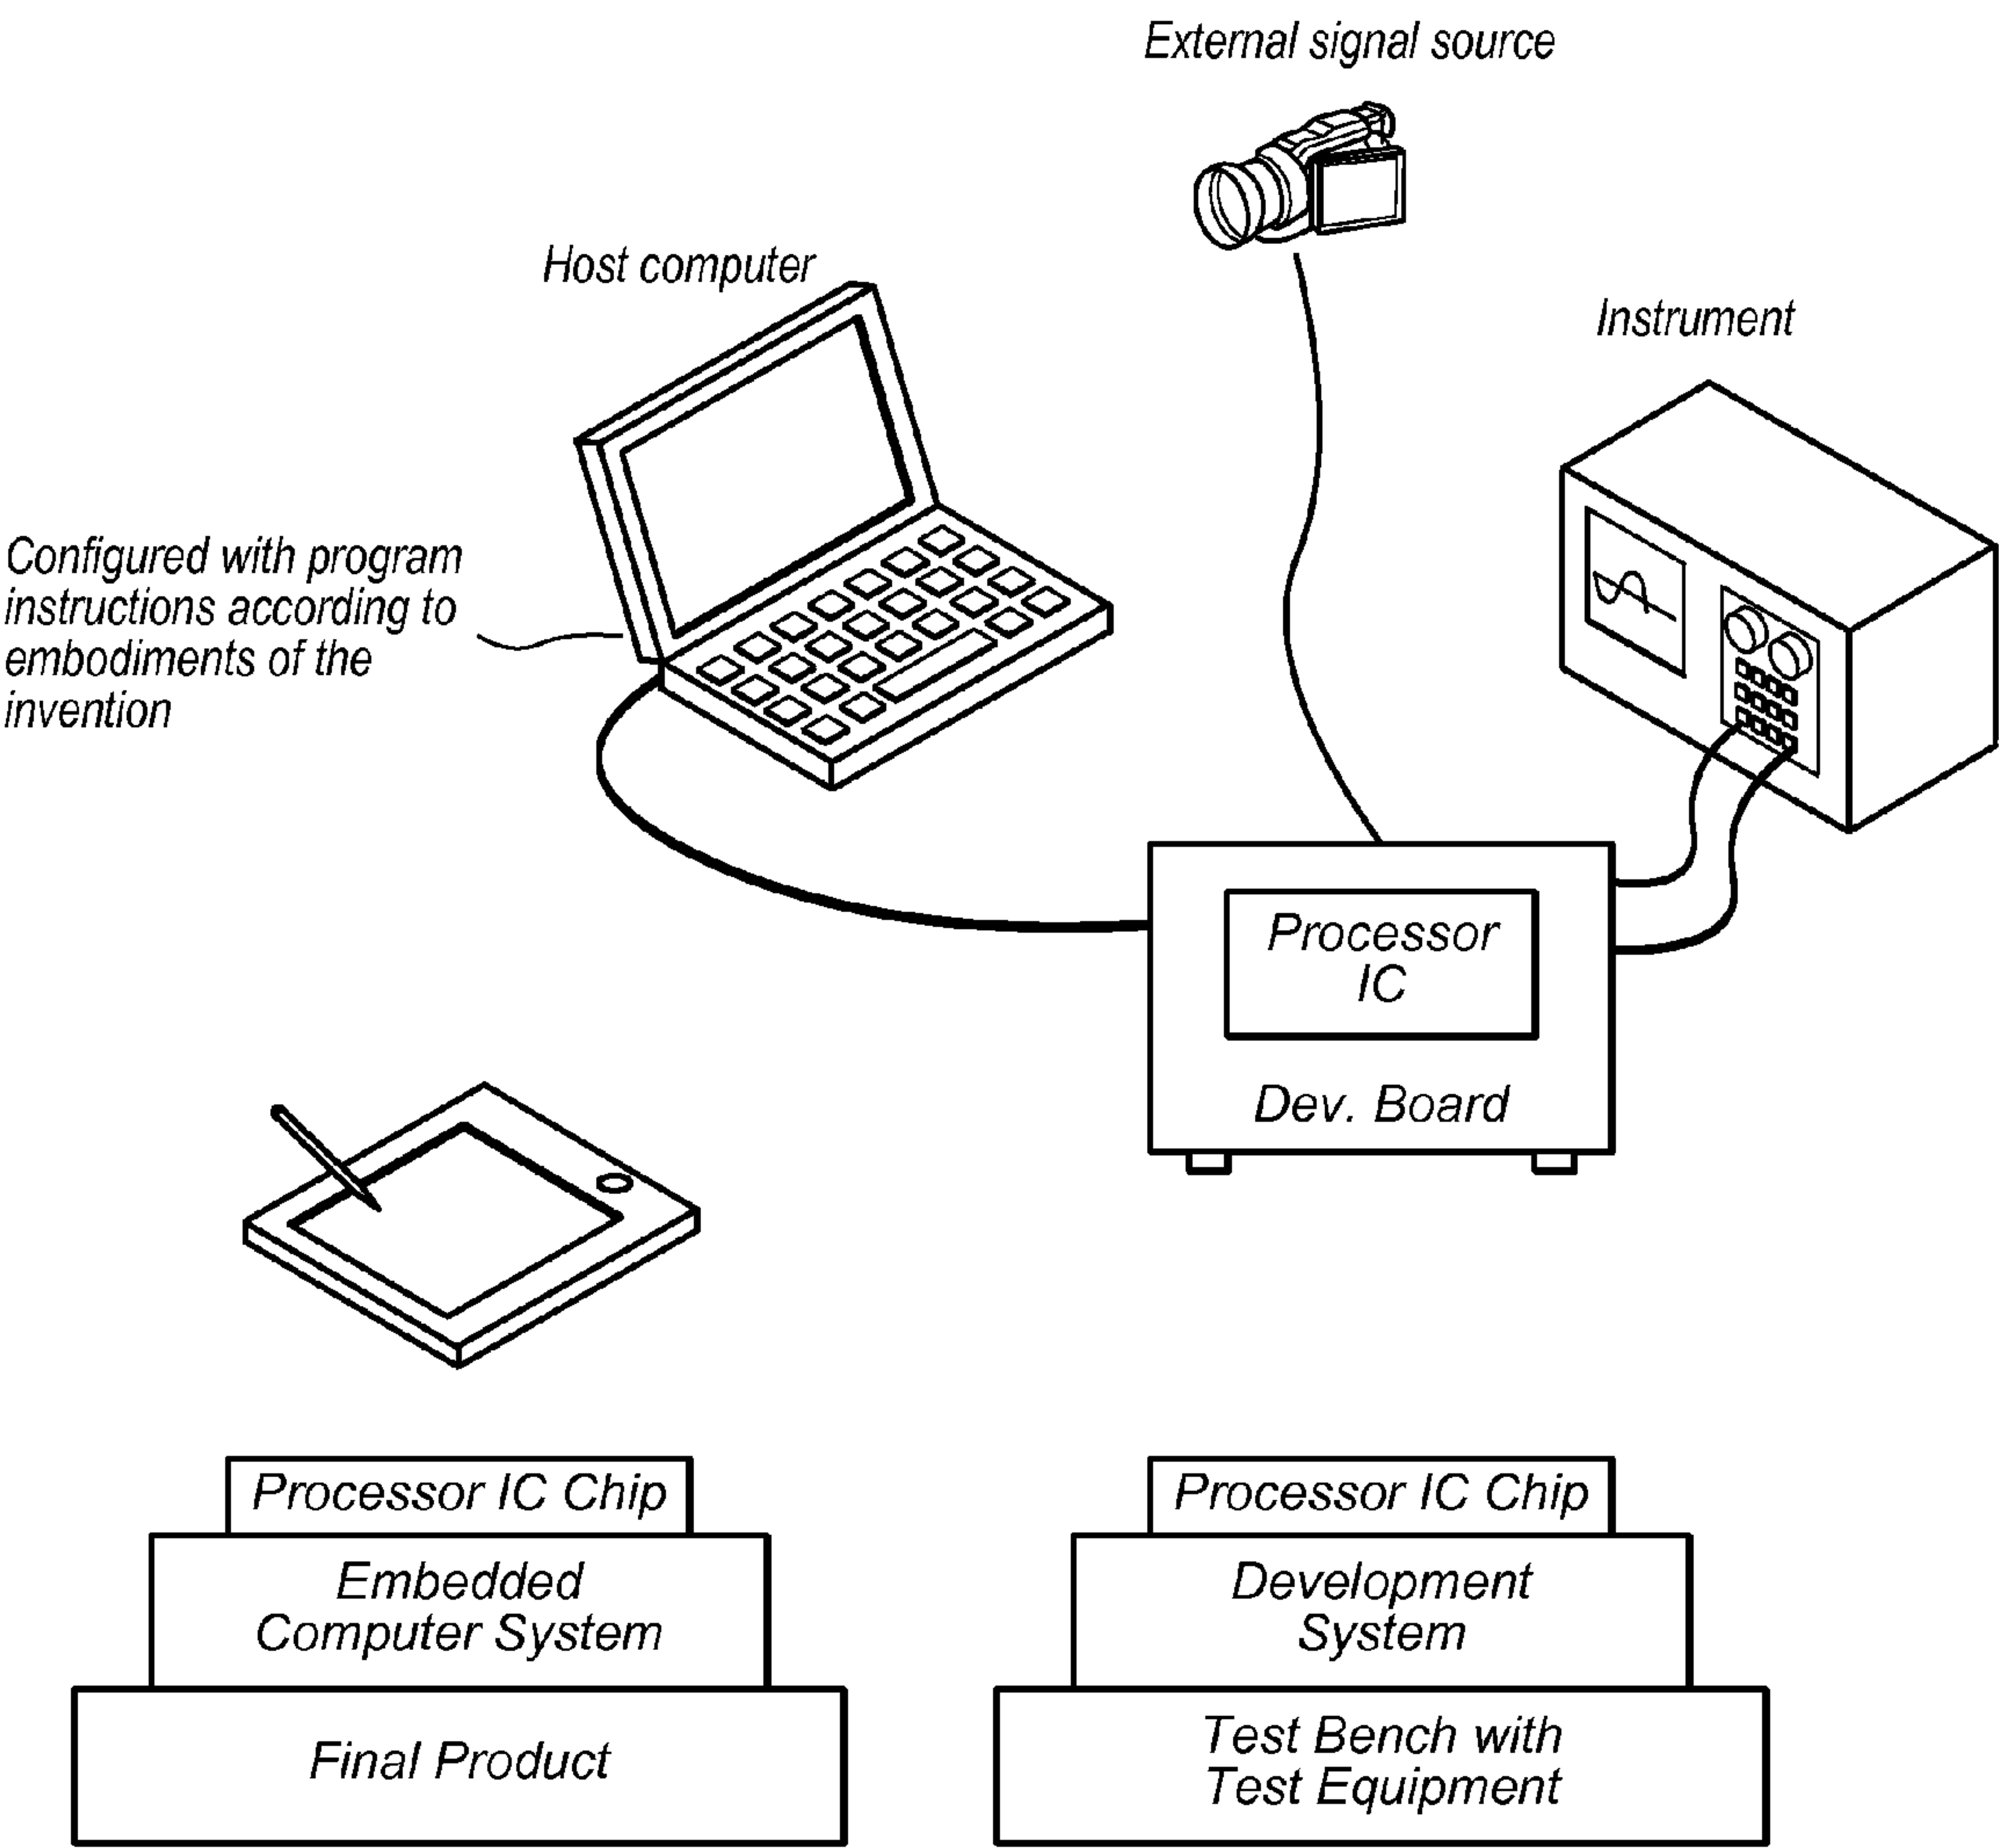 External signal source
Host computer
Instrument
Configured with program
instructions according to
embodiments of the
invention
Processor
IC
Dev. Board
Processor IC Chip
Embedded
Computer System
Final Product
Processor IC Chip
Development
System
Test Bench with
Test Equipment